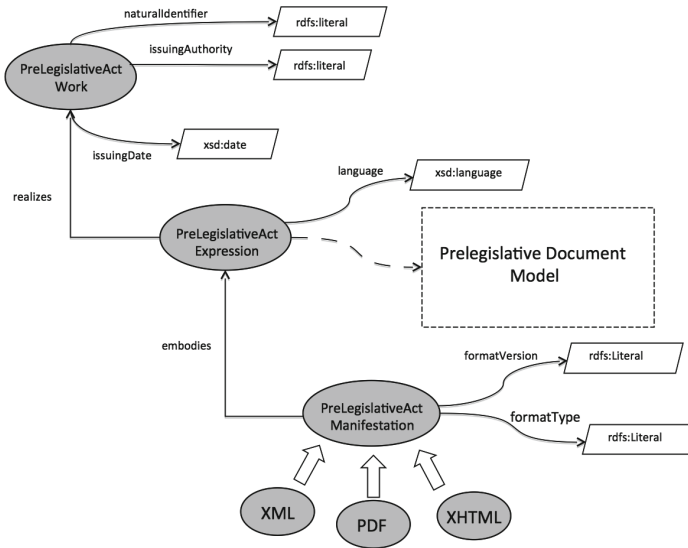 naturalIdentifier
rdfs:literal
issuingAuthority
rdfs:literal
PreLegislativeAct
Work
issuingDate
xsd:date
language
xsd:language
realizes
PreLegislativeAct
Expression
Prelegislative Document
Model
embodies
formatVersion
rdfs:Literal
PreLegislativeAct
Manifestation
formatType
rdfs:Literal
XML
PDF
XHTML